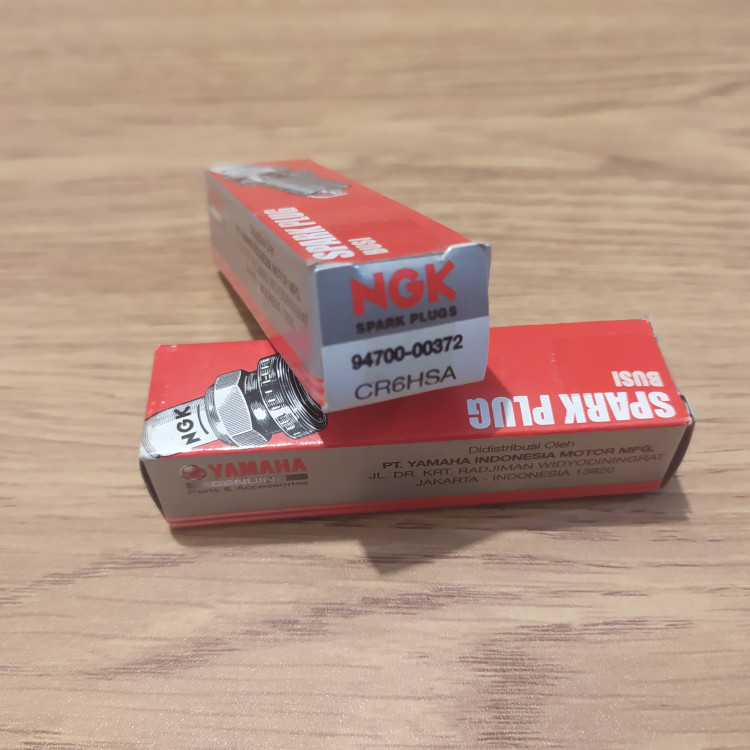 SPARK PLUG
BUSI
NGK
SPARK PLUGS
94700-00372
CR6HSA
SPARK PLUG
BUSI
NGK
YAMAHA
GENUINE
Parts & Accessories
Didistribusi Oleh
PT. YAMAHA INDONESIA MOTOR MFG.
JL. DR. KRT. RADJIMAN WIDYODININGRAT
JAKARTA - INDONESIA 13920